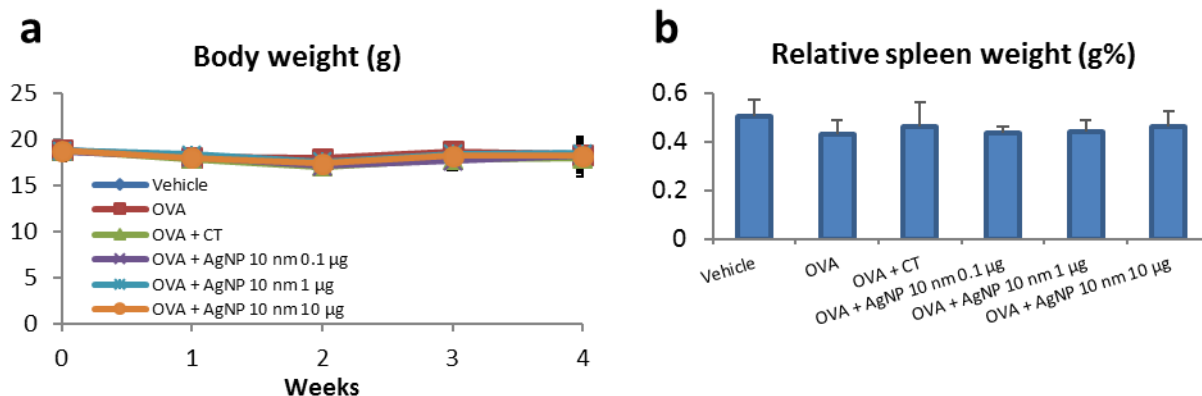 a
Body weight (g)
25
20
15
10
5
0
Vehicle
OVA
OVA + CT
OVA + AgNP 10 nm 0.1 μg
OVA + AgNP 10 nm 1 μg
OVA + AgNP 10 nm 10 μg
0 1 2 3 4
Weeks
b
Relative spleen weight (g%)
0.6
0.4
0.2
0
Vehicle
OVA
OVA + CT
OVA + AgNP 10 nm 0.1 μg
OVA + AgNP 10 nm 1 μg
OVA + AgNP 10 nm 10 μg